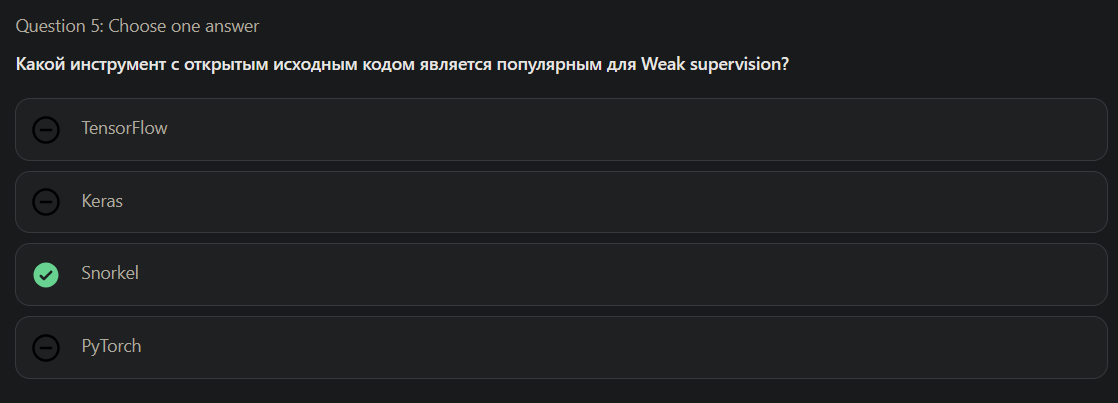 Question 5: Choose one answer
Какой инструмент с открытым исходным кодом является популярным для Weak supervision?
TensorFlow
Keras
Snorkel
PyTorch